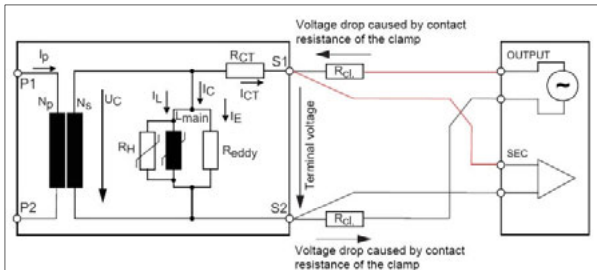 Voltage drop caused by contact
resistance of the clamp
Ip
P1
Np
Ns
UC
P2
RCT
ICT
S1
IL
IC
IE
Lmain
RH
Reddy
S2
Terminal voltage
Rcl.
Rcl.
OUTPUT
~
SEC
Voltage drop caused by contact
resistance of the clamp